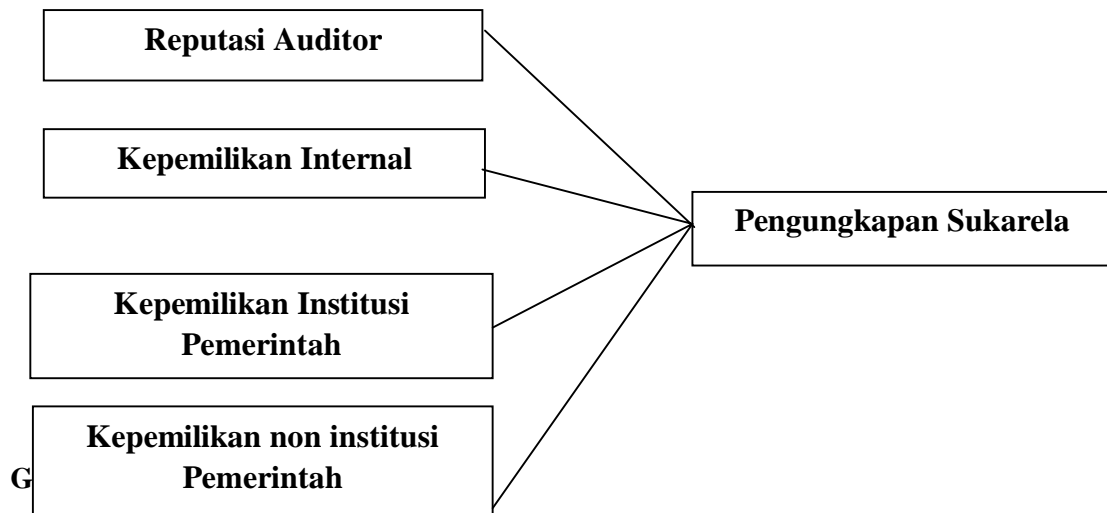 Reputasi Auditor
Kepemilikan Internal
Pengungkapan Sukarela
Kepemilikan Institusi
Pemerintah
Kepemilikan non institusi
Pemerintah
G